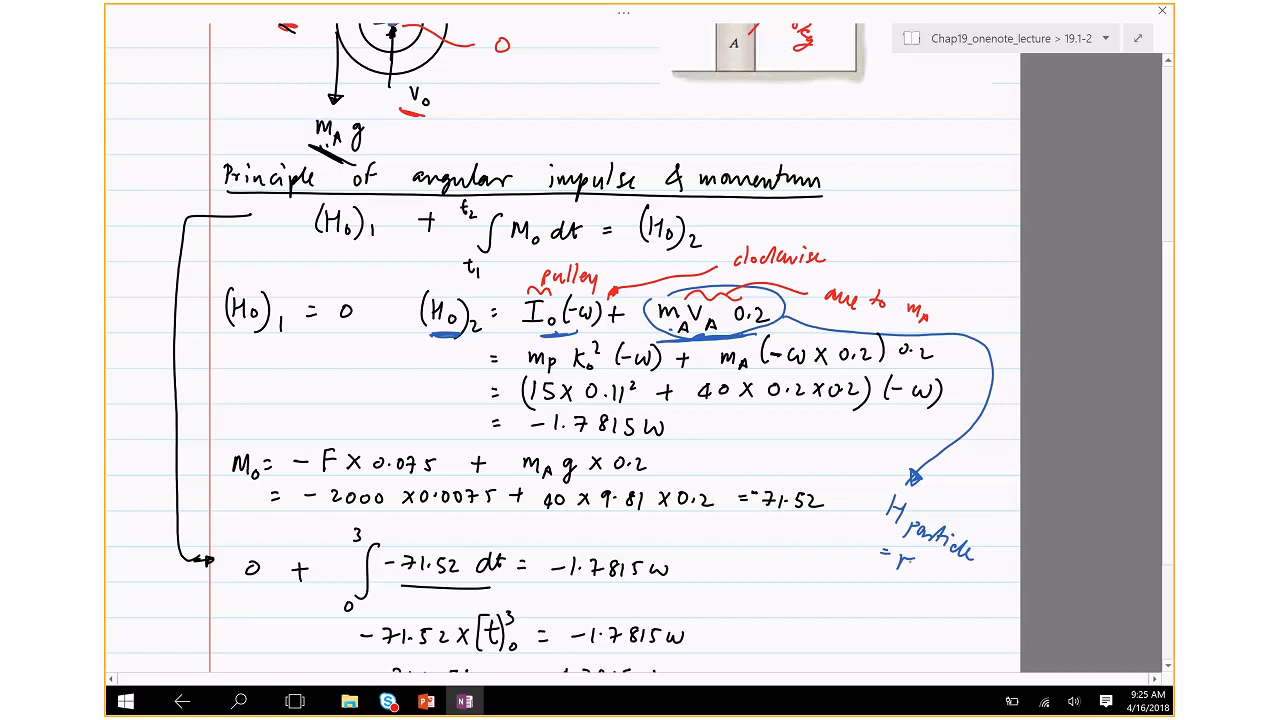 ...
Chap19_onenote_lecture > 19.1-2
O
A
V₀
m_A g
Principle of angular impulse & momentum
(H₀)₁ + ∫ M₀ dt = (H₀)₂
t₂
t₁
pulley
clockwise
due to m_A
(H₀)₁ = 0 (H₀)₂ = I₀(-ω) + m_A V_A 0.2
= m_P K₀² (-ω) + m_A (-ω × 0.2) 0.2
= (15 × 0.11² + 40 × 0.2 × 0.2) (-ω)
= -1.7815 ω
M₀ = - F × 0.075 + m_A g × 0.2
= - 2000 × 0.0075 + 40 × 9.81 × 0.2 = -71.52
H particle
= r
3
0 + ∫ -71.52 dt = -1.7815 ω
0
-71.52 × [t]₀³ = -1.7815 ω
9:25 AM
4/16/2018